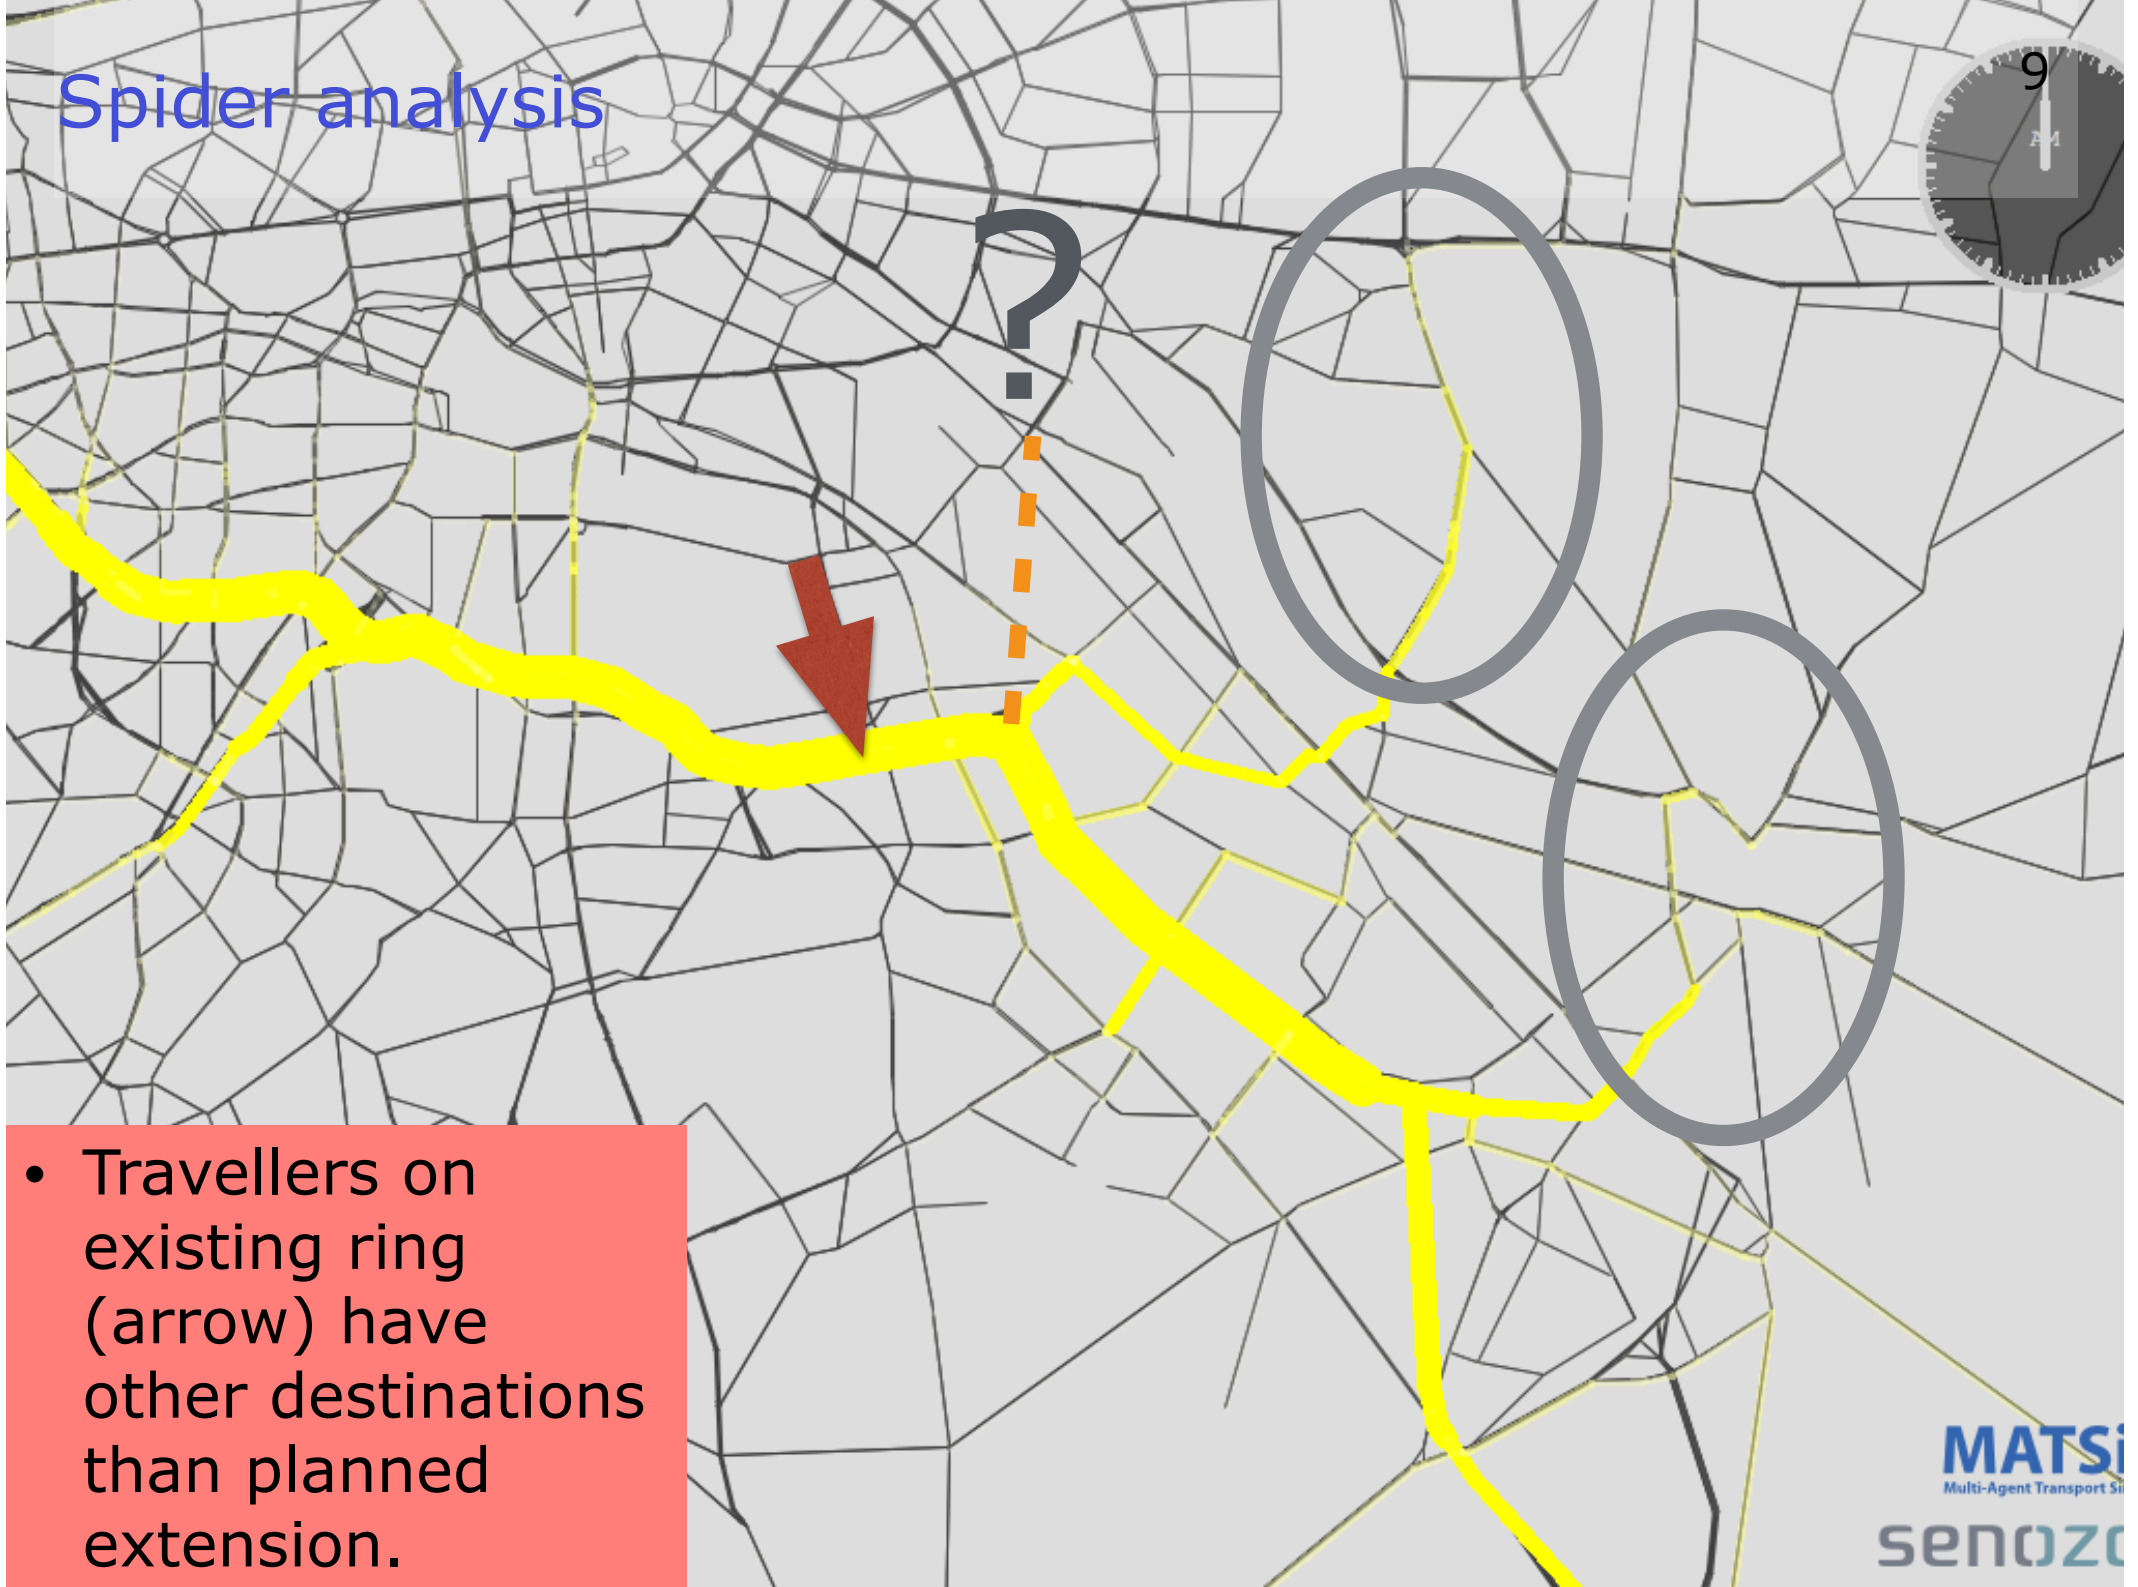 Spider analysis
9
AM
?
• Travellers on
existing ring
(arrow) have
other destinations
than planned
extension.
MATSi
Multi-Agent Transport Si
senozo